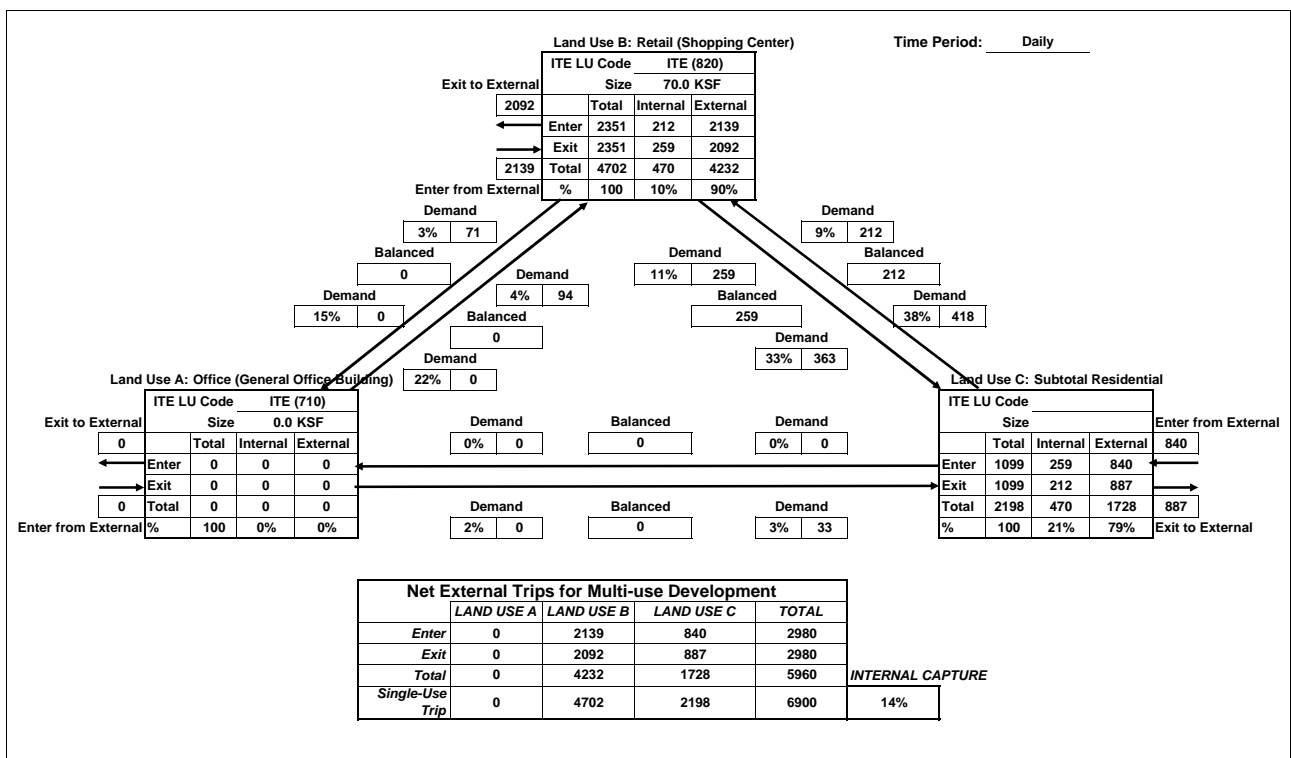 Land Use B: Retail (Shopping Center)
Time Period: Daily
ITE LU Code ITE (820)
Exit to External Size 70.0 KSF
2092 Total Internal External
Enter 2351 212 2139
Exit 2351 259 2092
2139 Total 4702 470 4232
Enter from External % 100 10% 90%
Demand Demand
3% 71 9% 212
Balanced Demand Balanced
0 Demand 11% 259 212
Demand 4% 94 Balanced Demand
15% 0 Balanced 259 38% 418
0 Demand
Demand 33% 363
Land Use A: Office (General Office Building) 22% 0 Land Use C: Subtotal Residential
ITE LU Code ITE (710) ITE LU Code
Exit to External Size 0.0 KSF Demand Balanced Demand Size Enter from External
0 Total Internal External 0% 0 0 0% 0 Total Internal External 840
Enter 0 0 0 Enter 1099 259 840
Exit 0 0 0 Exit 1099 212 887
0 Total 0 0 0 Demand Balanced Demand Total 2198 470 1728 887
Enter from External % 100 0% 0% 2% 0 0 3% 33 % 100 21% 79% Exit to External
Net External Trips for Multi-use Development
LAND USE A LAND USE B LAND USE C TOTAL
Enter 0 2139 840 2980
Exit 0 2092 887 2980
Total 0 4232 1728 5960 INTERNAL CAPTURE
Single-Use
Trip 0 4702 2198 6900 14%